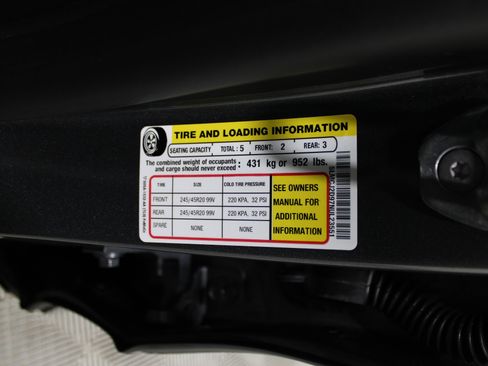 TIRE AND LOADING INFORMATION
SEATING CAPACITY TOTAL: 5 FRONT: 2 REAR: 3
The combined weight of occupants
and cargo should never exceed: 431 kg or 952 lbs.
TIRE SIZE COLD TIRE PRESSURE
FRONT 245/45R20 99V 220 KPA, 32 PSI
REAR 245/45R20 99V 220 KPA, 32 PSI
SPARE NONE NONE
SEE OWNERS
MANUAL FOR
ADDITIONAL
INFORMATION